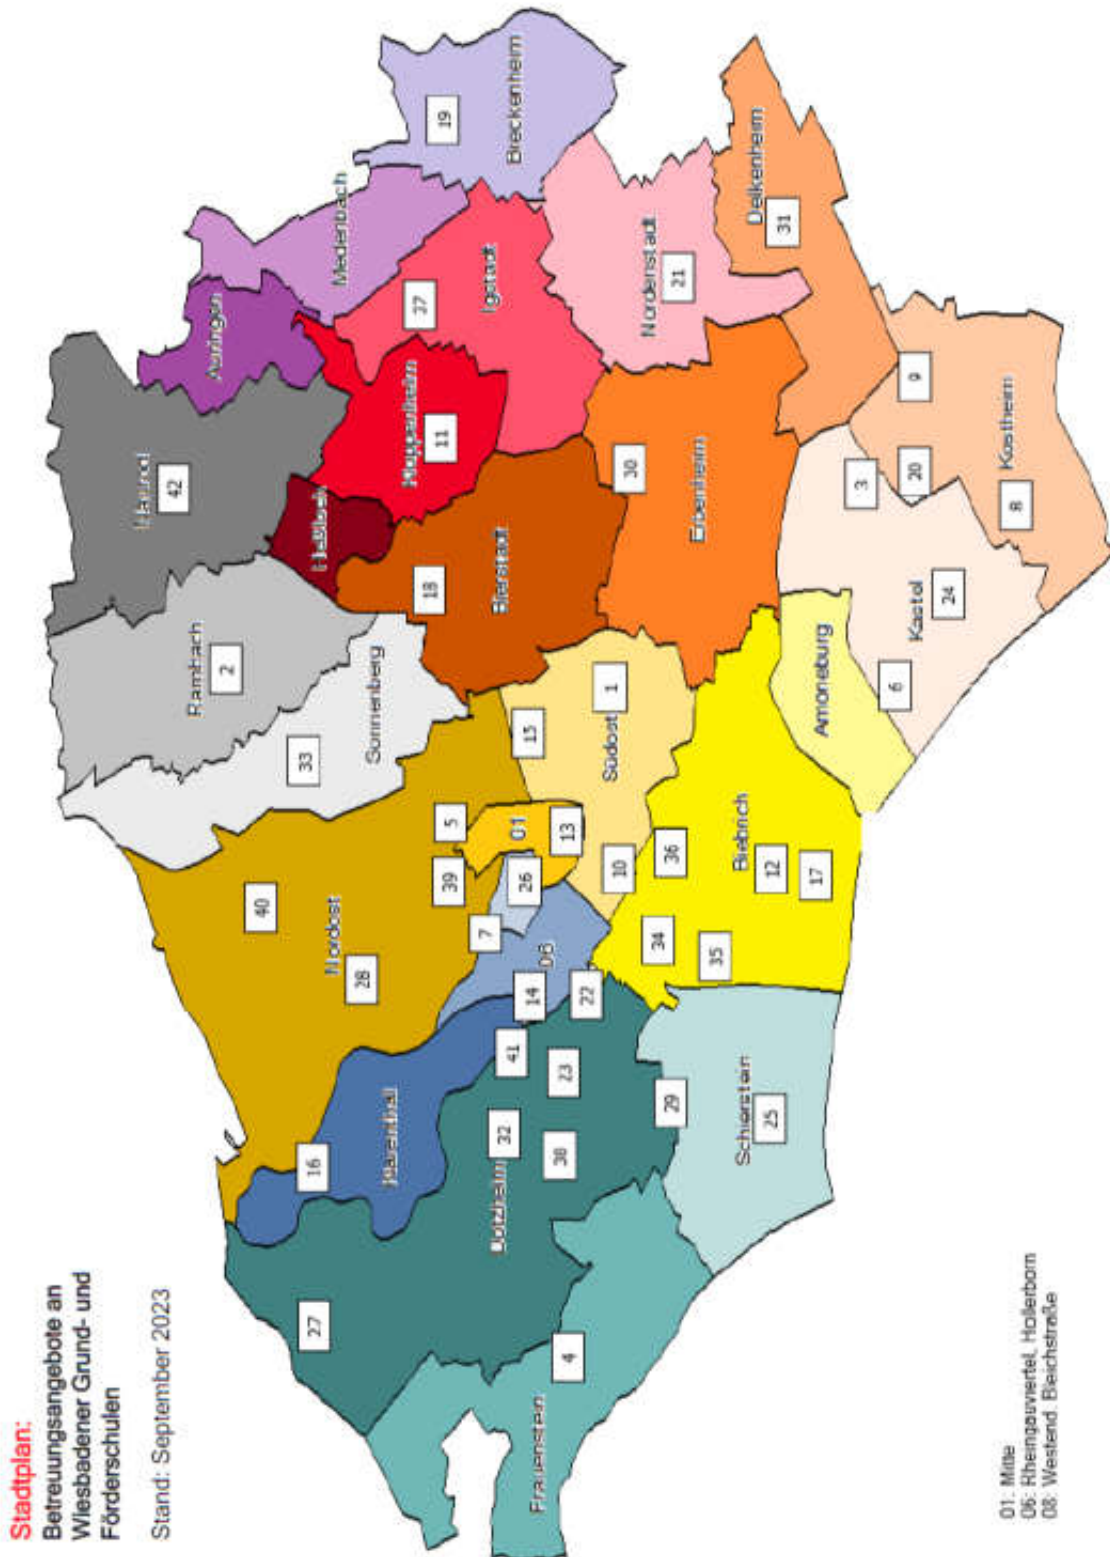 Stadtplan:
Betreuungsangebote an
Wiesbadener Grund- und
Förderschulen
Stand: September 2023
27
16
40
28
Nordost
33
Sonnenberg
2
Rambach
42
Naurod
Auringen
Medenbach
19
Breckenheim
Heßloch
Kloppenheim
11
37
Igstadt
18
Bierstadt
30
Erbenheim
Nordenstadt
21
Delkenheim
31
5
39
01
13
26
7
06
14
22
15
Südost
1
10
Klarenthal
41
23
32
38
Dotzheim
29
4
Frauenstein
Schierstein
25
36
34
35
Biebrich
12
17
Amöneburg
6
Kastel
24
3
20
9
8
Kostheim
01: Mitte
06: Rheingauviertel, Hollerborn
08: Westend, Bleichstraße